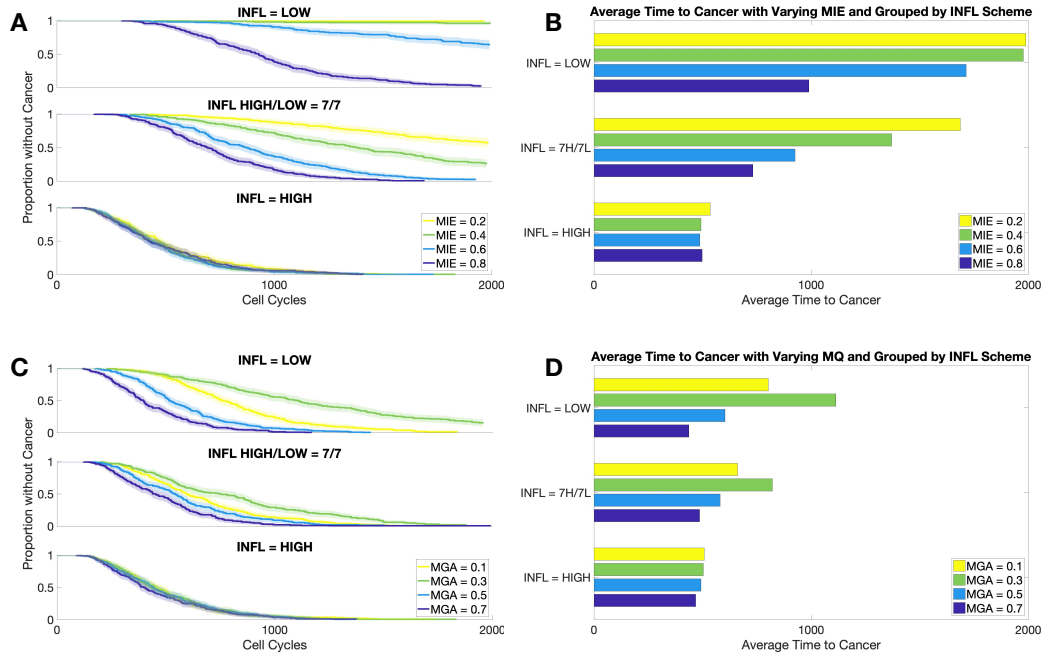 A
INFL = LOW
1
0.5
0
INFL HIGH/LOW = 7/7
1
0.5
0
INFL = HIGH
1
0.5
0
Proportion without Cancer
MIE = 0.2
MIE = 0.4
MIE = 0.6
MIE = 0.8
0
1000
2000
Cell Cycles
B
Average Time to Cancer with Varying MIE and Grouped by INFL Scheme
INFL = LOW
INFL = 7H/7L
INFL = HIGH
MIE = 0.2
MIE = 0.4
MIE = 0.6
MIE = 0.8
0
1000
2000
Average Time to Cancer
C
INFL = LOW
1
0.5
0
INFL HIGH/LOW = 7/7
1
0.5
0
INFL = HIGH
1
0.5
0
Proportion without Cancer
MGA = 0.1
MGA = 0.3
MGA = 0.5
MGA = 0.7
0
1000
2000
Cell Cycles
D
Average Time to Cancer with Varying MQ and Grouped by INFL Scheme
INFL = LOW
INFL = 7H/7L
INFL = HIGH
MGA = 0.1
MGA = 0.3
MGA = 0.5
MGA = 0.7
0
1000
2000
Average Time to Cancer